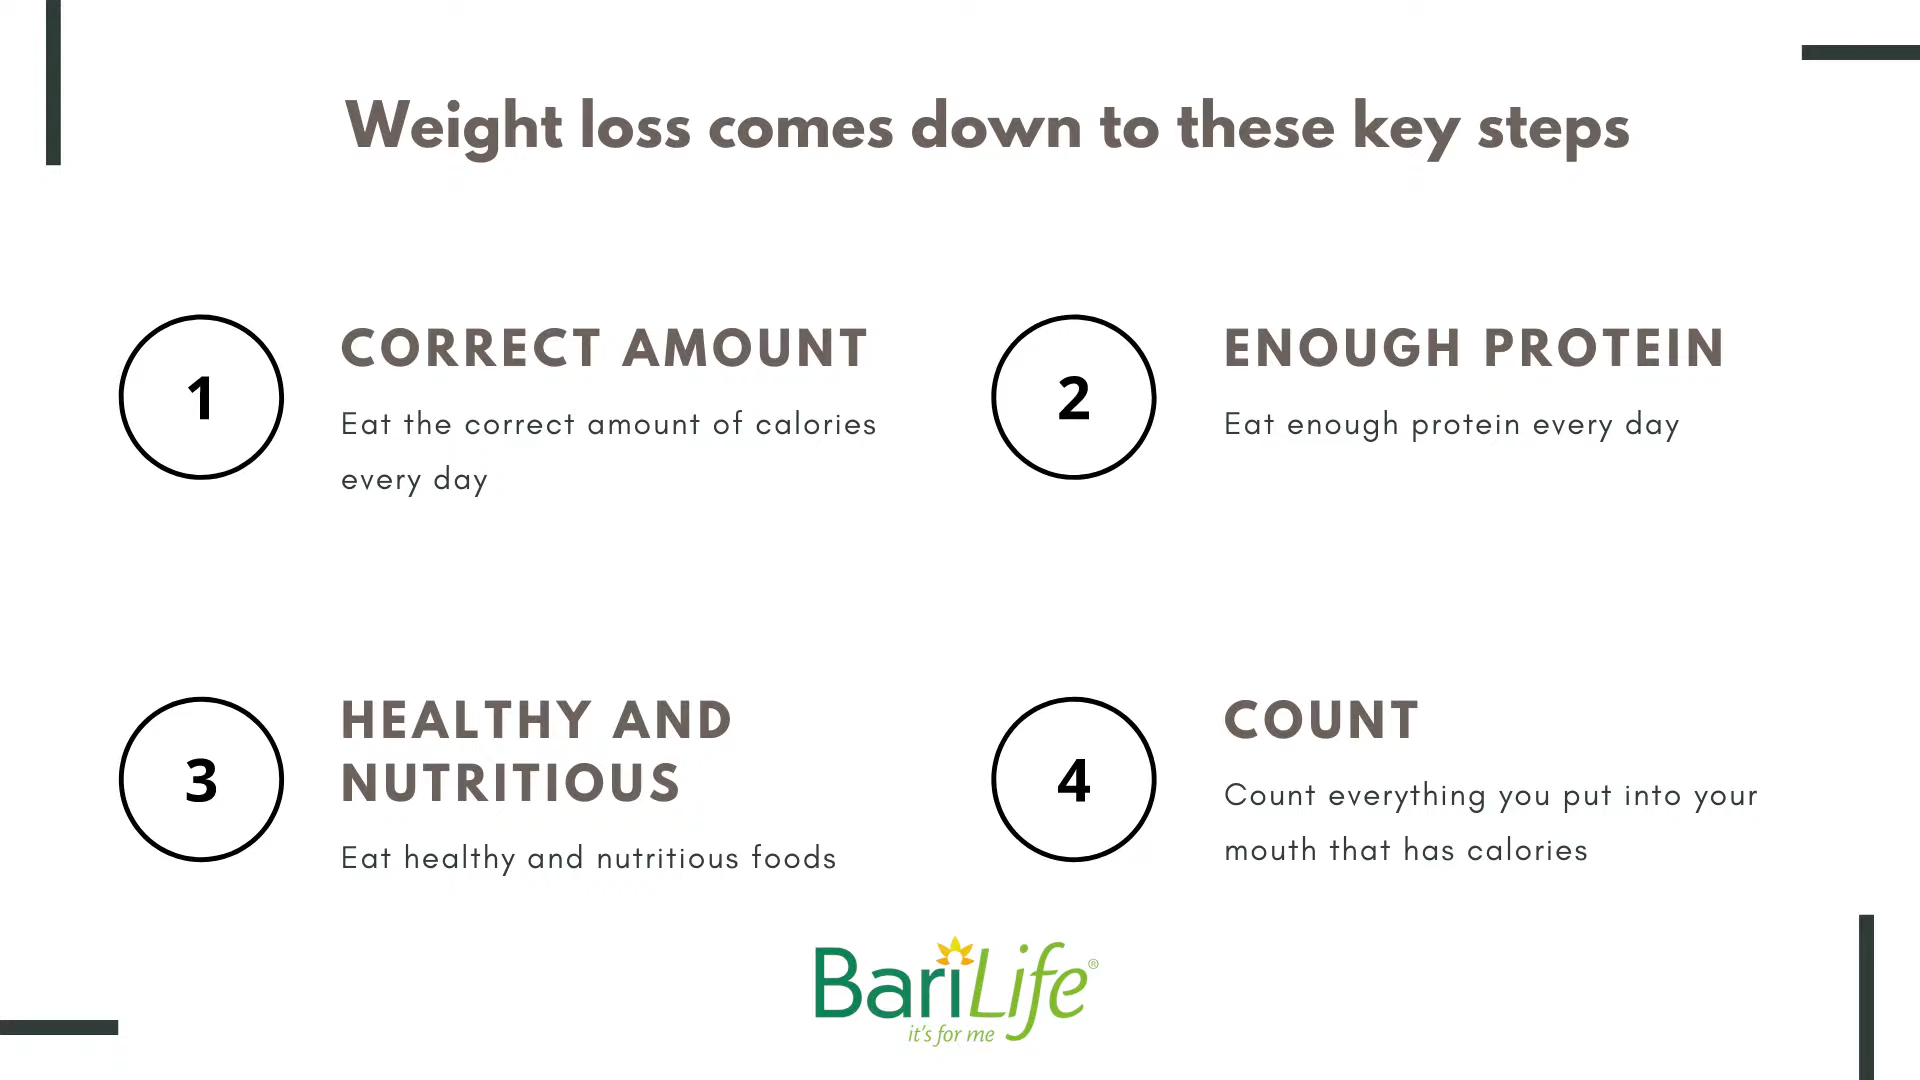 Weight loss comes down to these key steps
1
CORRECT AMOUNT
Eat the correct amount of calories
every day
2
ENOUGH PROTEIN
Eat enough protein every day
3
HEALTHY AND
NUTRITIOUS
Eat healthy and nutritious foods
4
COUNT
Count everything you put into your
mouth that has calories
BariLife®
it's for me